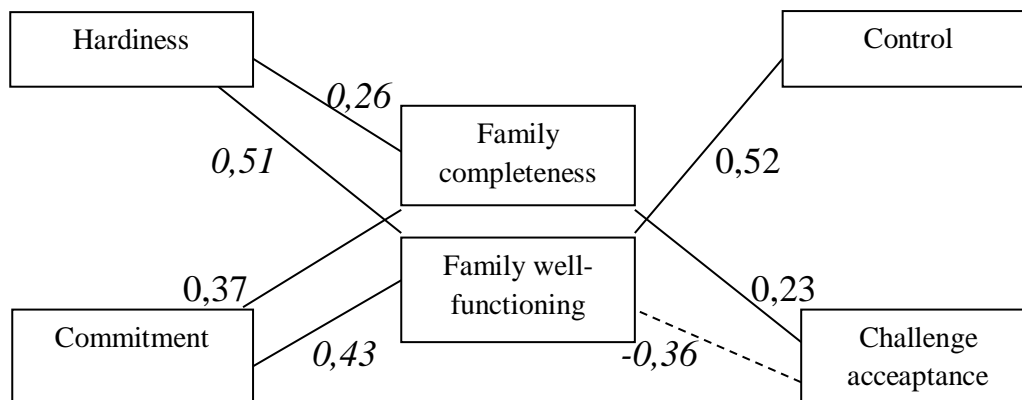 Hardiness
Control
0,26
Family
completeness
0,51
0,52
Family well-
functioning
0,37
0,23
Commitment
0,43
-0,36
Challenge
acceaptance